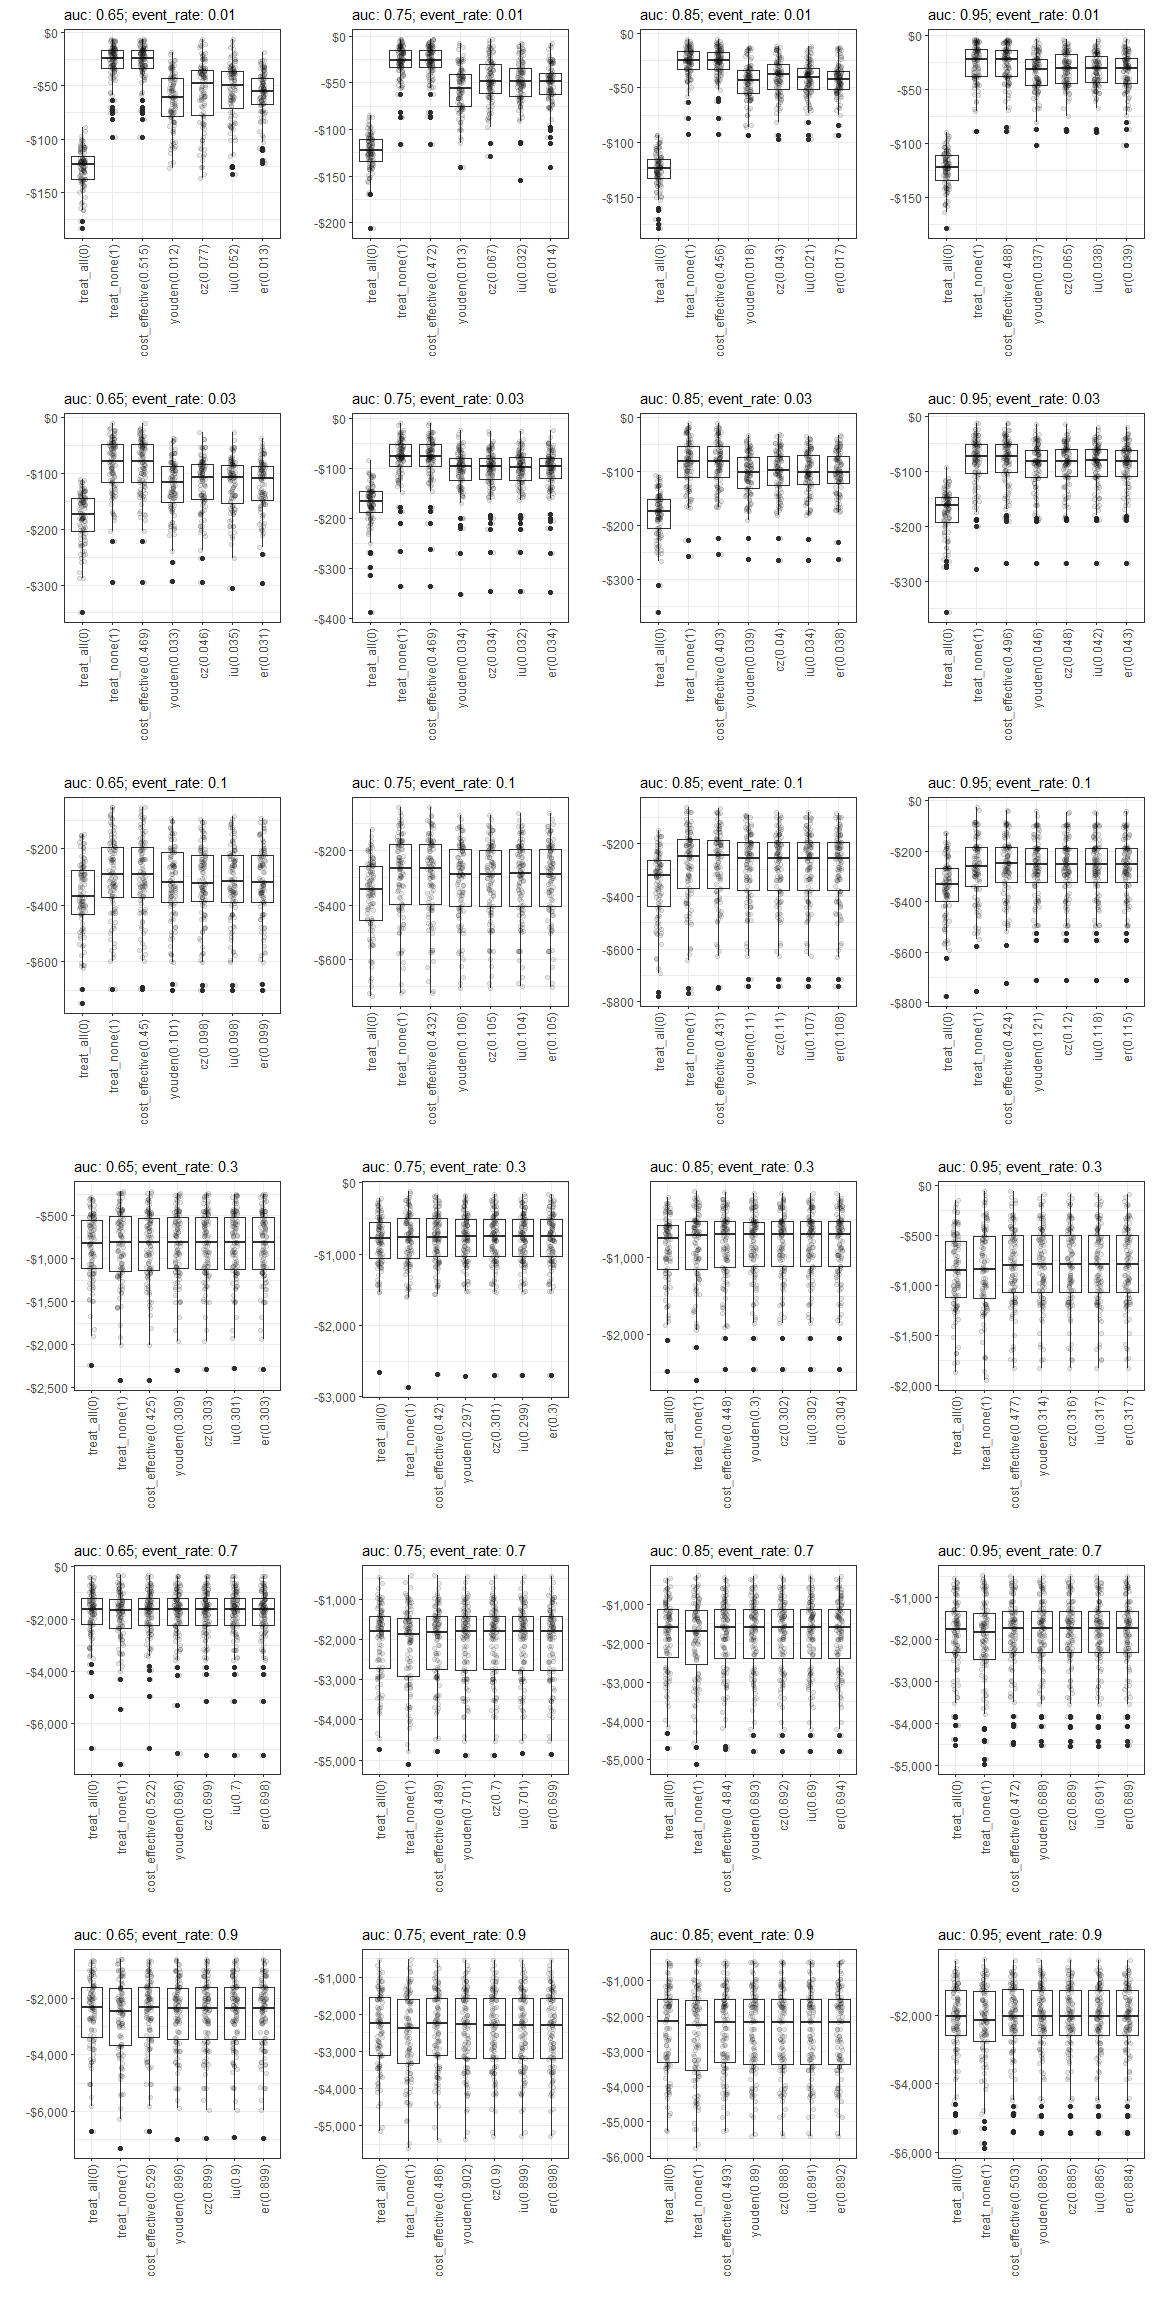 auc: 0.65; event_rate: 0.01
$0
-$50
-$100
-$150
treat_all(0)
treat_none(1)
cost_effective(0.515)
youden(0.012)
cz(0.077)
iu(0.052)
er(0.013)
auc: 0.75; event_rate: 0.01
$0
-$50
-$100
-$150
-$200
treat_all(0)
treat_none(1)
cost_effective(0.472)
youden(0.013)
cz(0.067)
iu(0.032)
er(0.014)
auc: 0.85; event_rate: 0.01
$0
-$50
-$100
-$150
treat_all(0)
treat_none(1)
cost_effective(0.456)
youden(0.018)
cz(0.043)
iu(0.021)
er(0.017)
auc: 0.95; event_rate: 0.01
$0
-$50
-$100
-$150
treat_all(0)
treat_none(1)
cost_effective(0.488)
youden(0.037)
cz(0.065)
iu(0.038)
er(0.039)
auc: 0.65; event_rate: 0.03
$0
-$100
-$200
-$300
treat_all(0)
treat_none(1)
cost_effective(0.469)
youden(0.033)
cz(0.046)
iu(0.035)
er(0.031)
auc: 0.75; event_rate: 0.03
$0
-$100
-$200
-$300
-$400
treat_all(0)
treat_none(1)
cost_effective(0.469)
youden(0.034)
cz(0.034)
iu(0.032)
er(0.034)
auc: 0.85; event_rate: 0.03
$0
-$100
-$200
-$300
treat_all(0)
treat_none(1)
cost_effective(0.403)
youden(0.039)
cz(0.04)
iu(0.034)
er(0.038)
auc: 0.95; event_rate: 0.03
$0
-$100
-$200
-$300
treat_all(0)
treat_none(1)
cost_effective(0.496)
youden(0.046)
cz(0.048)
iu(0.042)
er(0.043)
auc: 0.65; event_rate: 0.1
-$200
-$400
-$600
treat_all(0)
treat_none(1)
cost_effective(0.45)
youden(0.101)
cz(0.098)
iu(0.098)
er(0.099)
auc: 0.75; event_rate: 0.1
-$200
-$400
-$600
treat_all(0)
treat_none(1)
cost_effective(0.432)
youden(0.106)
cz(0.105)
iu(0.104)
er(0.105)
auc: 0.85; event_rate: 0.1
-$200
-$400
-$600
-$800
treat_all(0)
treat_none(1)
cost_effective(0.431)
youden(0.11)
cz(0.11)
iu(0.107)
er(0.108)
auc: 0.95; event_rate: 0.1
$0
-$200
-$400
-$600
-$800
treat_all(0)
treat_none(1)
cost_effective(0.424)
youden(0.121)
cz(0.12)
iu(0.118)
er(0.115)
auc: 0.65; event_rate: 0.3
-$500
-$1,000
-$1,500
-$2,000
-$2,500
treat_all(0)
treat_none(1)
cost_effective(0.425)
youden(0.309)
cz(0.303)
iu(0.301)
er(0.303)
auc: 0.75; event_rate: 0.3
$0
-$1,000
-$2,000
-$3,000
treat_all(0)
treat_none(1)
cost_effective(0.42)
youden(0.297)
cz(0.301)
iu(0.299)
er(0.3)
auc: 0.85; event_rate: 0.3
-$1,000
-$2,000
treat_all(0)
treat_none(1)
cost_effective(0.448)
youden(0.3)
cz(0.302)
iu(0.302)
er(0.304)
auc: 0.95; event_rate: 0.3
$0
-$500
-$1,000
-$1,500
-$2,000
treat_all(0)
treat_none(1)
cost_effective(0.477)
youden(0.314)
cz(0.316)
iu(0.317)
er(0.317)
auc: 0.65; event_rate: 0.7
$0
-$2,000
-$4,000
-$6,000
treat_all(0)
treat_none(1)
cost_effective(0.522)
youden(0.696)
cz(0.699)
iu(0.7)
er(0.698)
auc: 0.75; event_rate: 0.7
-$1,000
-$2,000
-$3,000
-$4,000
-$5,000
treat_all(0)
treat_none(1)
cost_effective(0.489)
youden(0.701)
cz(0.7)
iu(0.701)
er(0.699)
auc: 0.85; event_rate: 0.7
-$1,000
-$2,000
-$3,000
-$4,000
-$5,000
treat_all(0)
treat_none(1)
cost_effective(0.484)
youden(0.693)
cz(0.692)
iu(0.69)
er(0.694)
auc: 0.95; event_rate: 0.7
-$1,000
-$2,000
-$3,000
-$4,000
-$5,000
treat_all(0)
treat_none(1)
cost_effective(0.472)
youden(0.688)
cz(0.689)
iu(0.691)
er(0.689)
auc: 0.65; event_rate: 0.9
-$2,000
-$4,000
-$6,000
treat_all(0)
treat_none(1)
cost_effective(0.529)
youden(0.896)
cz(0.899)
iu(0.9)
er(0.899)
auc: 0.75; event_rate: 0.9
-$1,000
-$2,000
-$3,000
-$4,000
-$5,000
treat_all(0)
treat_none(1)
cost_effective(0.486)
youden(0.902)
cz(0.9)
iu(0.899)
er(0.898)
auc: 0.85; event_rate: 0.9
-$1,000
-$2,000
-$3,000
-$4,000
-$5,000
-$6,000
treat_all(0)
treat_none(1)
cost_effective(0.493)
youden(0.89)
cz(0.888)
iu(0.891)
er(0.892)
auc: 0.95; event_rate: 0.9
-$2,000
-$4,000
-$6,000
treat_all(0)
treat_none(1)
cost_effective(0.503)
youden(0.885)
cz(0.885)
iu(0.885)
er(0.884)